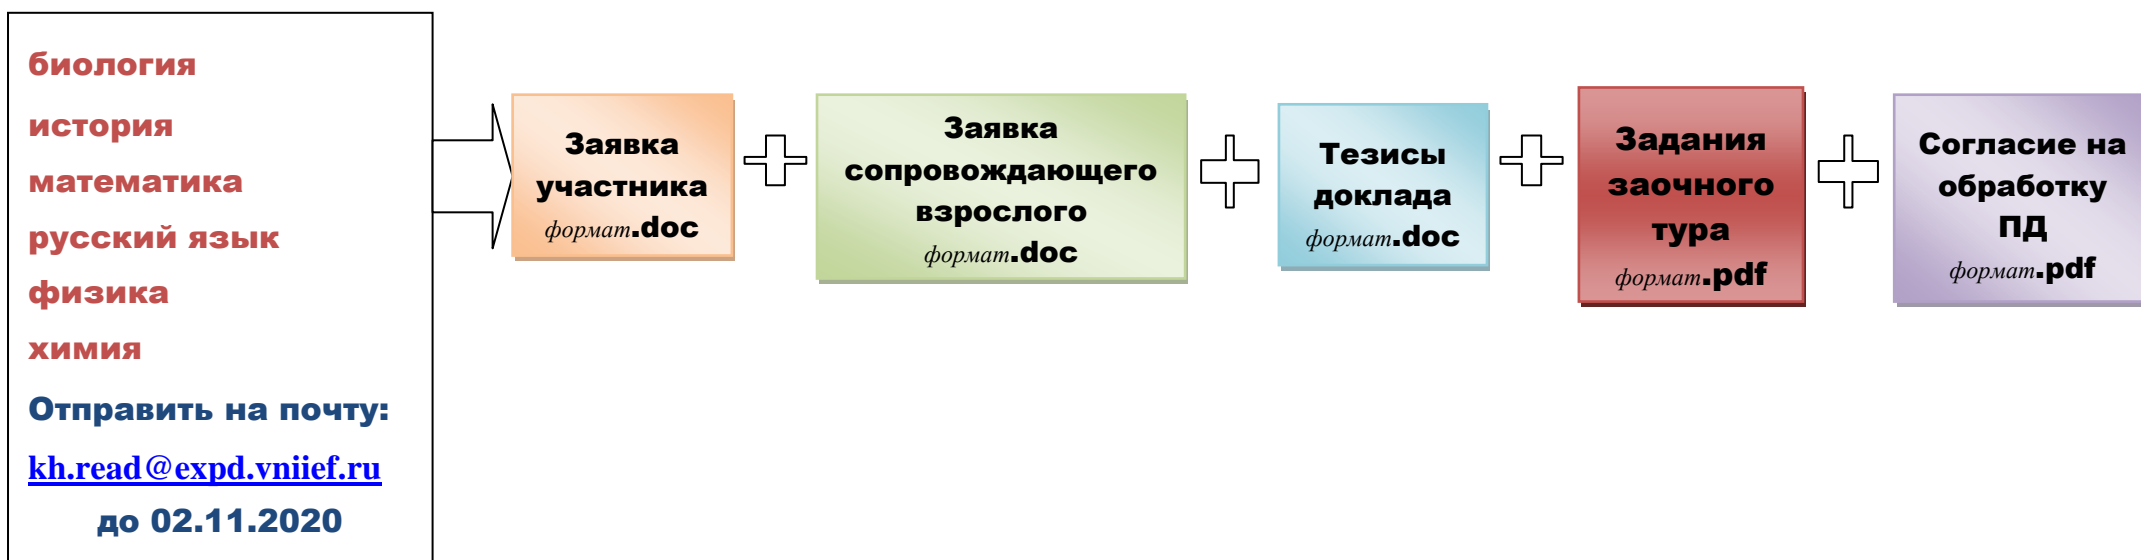 биология
история
математика
русский язык
физика
химия
Отправить на почту:
kh.read@expd.vniief.ru
до 02.11.2020
Заявка
участника
формат.doc
Заявка
сопровождающего
взрослого
формат.doc
Тезисы
доклада
формат.doc
Задания
заочного
тура
формат.pdf
Согласие на
обработку
ПД
формат.pdf